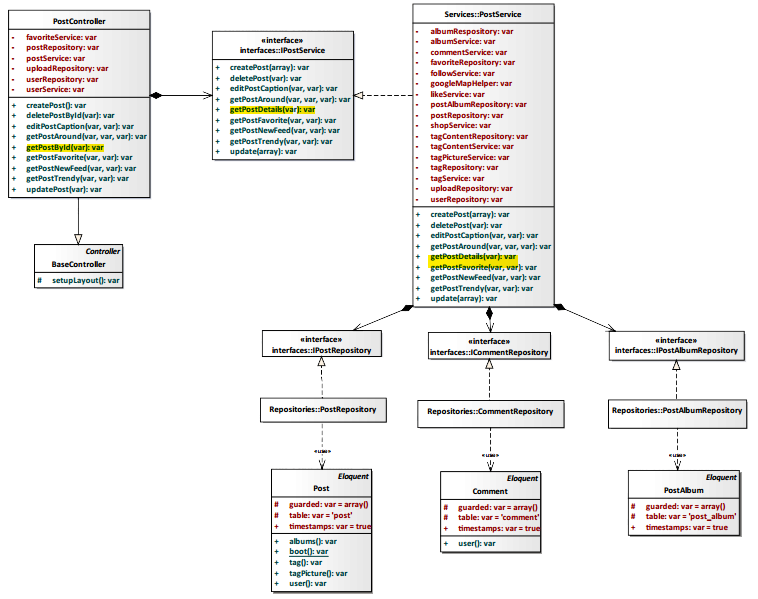 PostController
- favoriteService: var
- postRepository: var
- postService: var
- uploadRepository: var
- userRepository: var
- userService: var
+ createPost(): var
+ deletePostById(var): var
+ editPostCaption(var, var): var
+ getPostAround(var, var, var): var
+ getPostById(var): var
+ getPostFavorite(var, var): var
+ getPostNewFeed(var, var): var
+ getPostTrendy(var, var): var
+ updatePost(var): var
«interface»
interfaces::IPostService
+ createPost(array): var
+ deletePost(var): var
+ editPostCaption(var, var): var
+ getPostAround(var, var, var): var
+ getPostDetails(var): var
+ getPostFavorite(var, var): var
+ getPostNewFeed(var, var): var
+ getPostTrendy(var, var): var
+ update(array): var
Services::PostService
- albumRespository: var
- albumService: var
- commentService: var
- favoriteRepository: var
- followService: var
- googleMapHelper: var
- likeService: var
- postAlbumRepository: var
- postRepository: var
- shopService: var
- tagContentRepository: var
- tagContentService: var
- tagPictureService: var
- tagRepository: var
- tagService: var
- uploadRepository: var
- userRepository: var
+ createPost(array): var
+ deletePost(var): var
+ editPostCaption(var, var): var
+ getPostAround(var, var, var): var
+ getPostDetails(var): var
+ getPostFavorite(var, var): var
+ getPostNewFeed(var, var): var
+ getPostTrendy(var, var): var
+ update(array): var
Controller
BaseController
# setupLayout(): var
«interface»
interfaces::IPostRepository
«interface»
interfaces::ICommentRepository
«interface»
interfaces::IPostAlbumRepository
Repositories::PostRepository
Repositories::CommentRepository
Repositories::PostAlbumRepository
«use»
«use»
«use»
Eloquent
Post
# guarded: var = array()
# table: var = 'post'
+ timestamps: var = true
+ albums(): var
+ boot(): var
+ tag(): var
+ tagPicture(): var
+ user(): var
Eloquent
Comment
# guarded: var = array()
# table: var = 'comment'
+ timestamps: var = true
+ user(): var
Eloquent
PostAlbum
# guarded: var = array()
# table: var = 'post_album'
+ timestamps: var = true